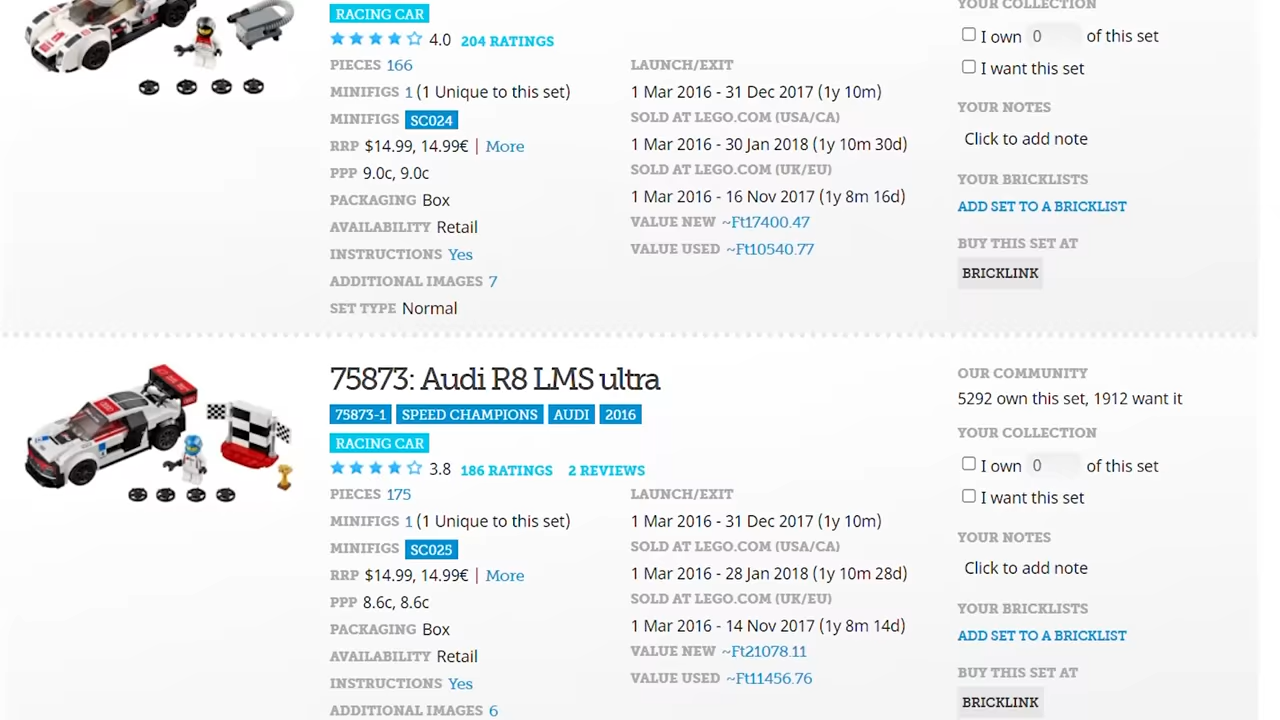 RACING CAR
4.0 204 RATINGS
PIECES 166
MINIFIGS 1 (1 Unique to this set)
MINIFIGS SC024
RRP $14.99, 14.99€ | More
PPP 9.0c, 9.0c
PACKAGING Box
AVAILABILITY Retail
INSTRUCTIONS Yes
ADDITIONAL IMAGES 7
SET TYPE Normal
LAUNCH/EXIT
1 Mar 2016 - 31 Dec 2017 (1y 10m)
SOLD AT LEGO.COM (USA/CA)
1 Mar 2016 - 30 Jan 2018 (1y 10m 30d)
SOLD AT LEGO.COM (UK/EU)
1 Mar 2016 - 16 Nov 2017 (1y 8m 16d)
VALUE NEW ~Ft17400.47
VALUE USED ~Ft10540.77
YOUR COLLECTION
I own 0 of this set
I want this set
YOUR NOTES
Click to add note
YOUR BRICKLISTS
ADD SET TO A BRICKLIST
BUY THIS SET AT
BRICKLINK
75873: Audi R8 LMS ultra
75873-1 SPEED CHAMPIONS AUDI 2016
RACING CAR
3.8 186 RATINGS 2 REVIEWS
PIECES 175
MINIFIGS 1 (1 Unique to this set)
MINIFIGS SC025
RRP $14.99, 14.99€ | More
PPP 8.6c, 8.6c
PACKAGING Box
AVAILABILITY Retail
INSTRUCTIONS Yes
ADDITIONAL IMAGES 6
LAUNCH/EXIT
1 Mar 2016 - 31 Dec 2017 (1y 10m)
SOLD AT LEGO.COM (USA/CA)
1 Mar 2016 - 28 Jan 2018 (1y 10m 28d)
SOLD AT LEGO.COM (UK/EU)
1 Mar 2016 - 14 Nov 2017 (1y 8m 14d)
VALUE NEW ~Ft21078.11
VALUE USED ~Ft11456.76
OUR COMMUNITY
5292 own this set, 1912 want it
YOUR COLLECTION
I own 0 of this set
I want this set
YOUR NOTES
Click to add note
YOUR BRICKLISTS
ADD SET TO A BRICKLIST
BUY THIS SET AT
BRICKLINK